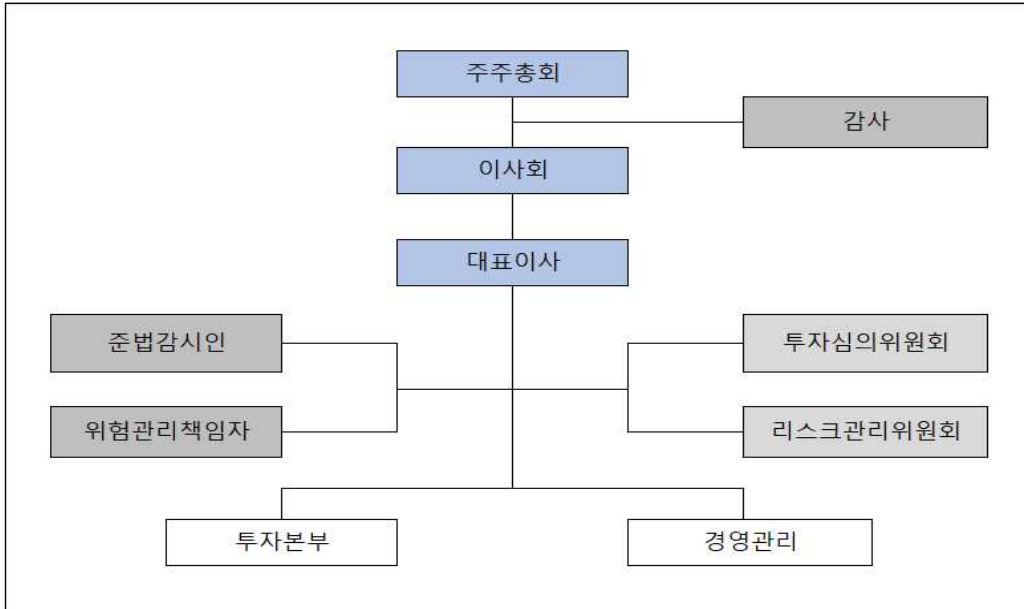 주주총회
감사
이사회
대표이사
준법감시인
투자심의위원회
위험관리책임자
리스크관리위원회
투자본부
경영관리